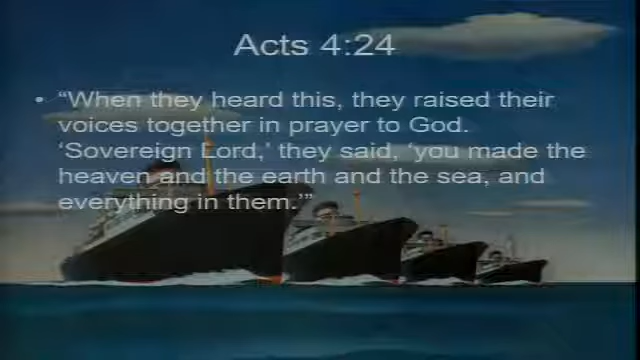 Acts 4:24
• “When they heard this, they raised their
voices together in prayer to God.
‘Sovereign Lord,’ they said, ‘you made the
heaven and the earth and the sea, and
everything in them.’”